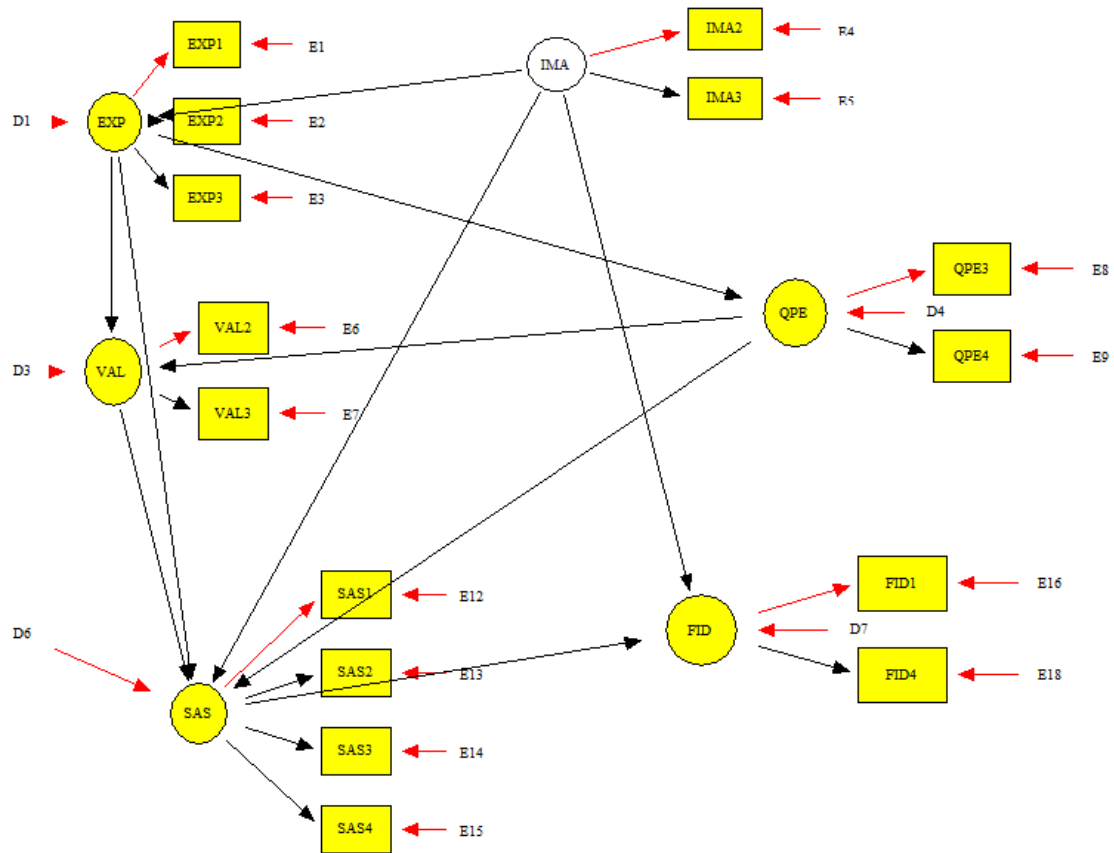 EXP1
E1
IMA
IMA2
E4
IMA3
E5
D1
EXP
EXP2
E2
EXP3
E3
QPE3
E8
QPE
D4
QPE4
E9
VAL2
E6
D3
VAL
VAL3
E7
SAS1
E12
FID1
E16
D6
FID
D7
SAS2
E13
FID4
E18
SAS
SAS3
E14
SAS4
E15